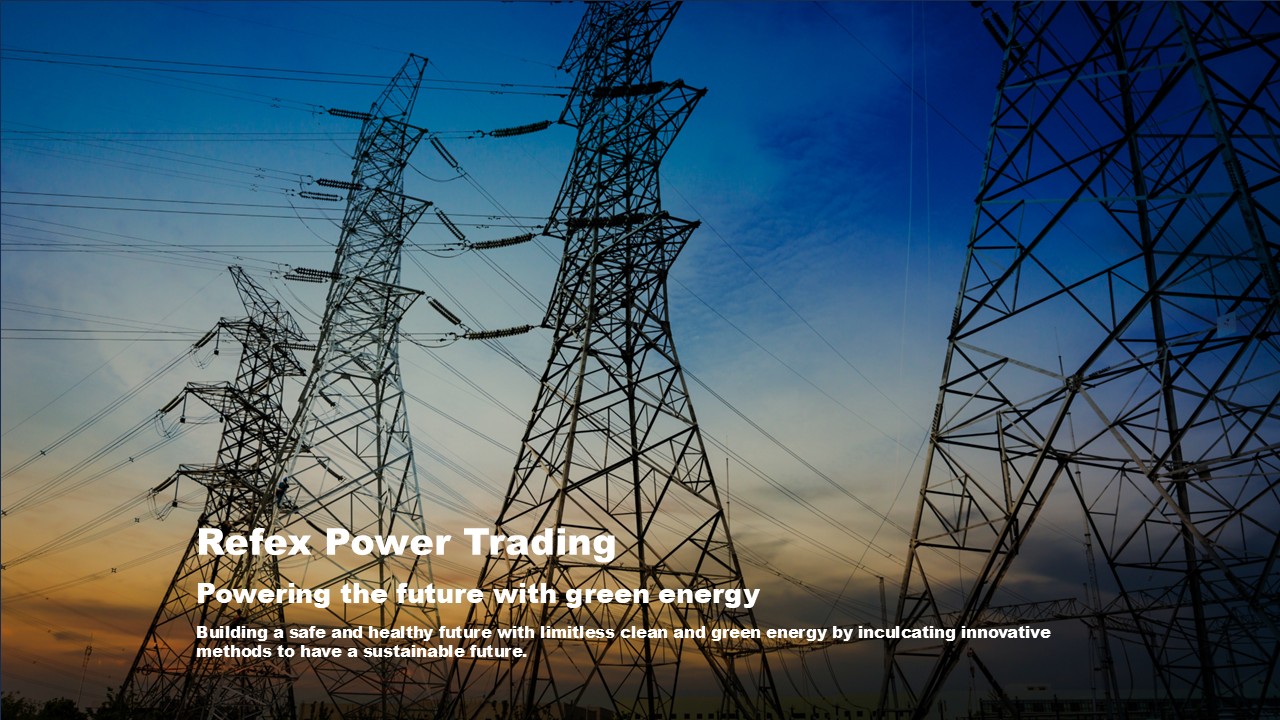 Refex Power Trading
Powering the future with green energy
Building a safe and healthy future with limitless clean and green energy by inculcating innovative
methods to have a sustainable future.